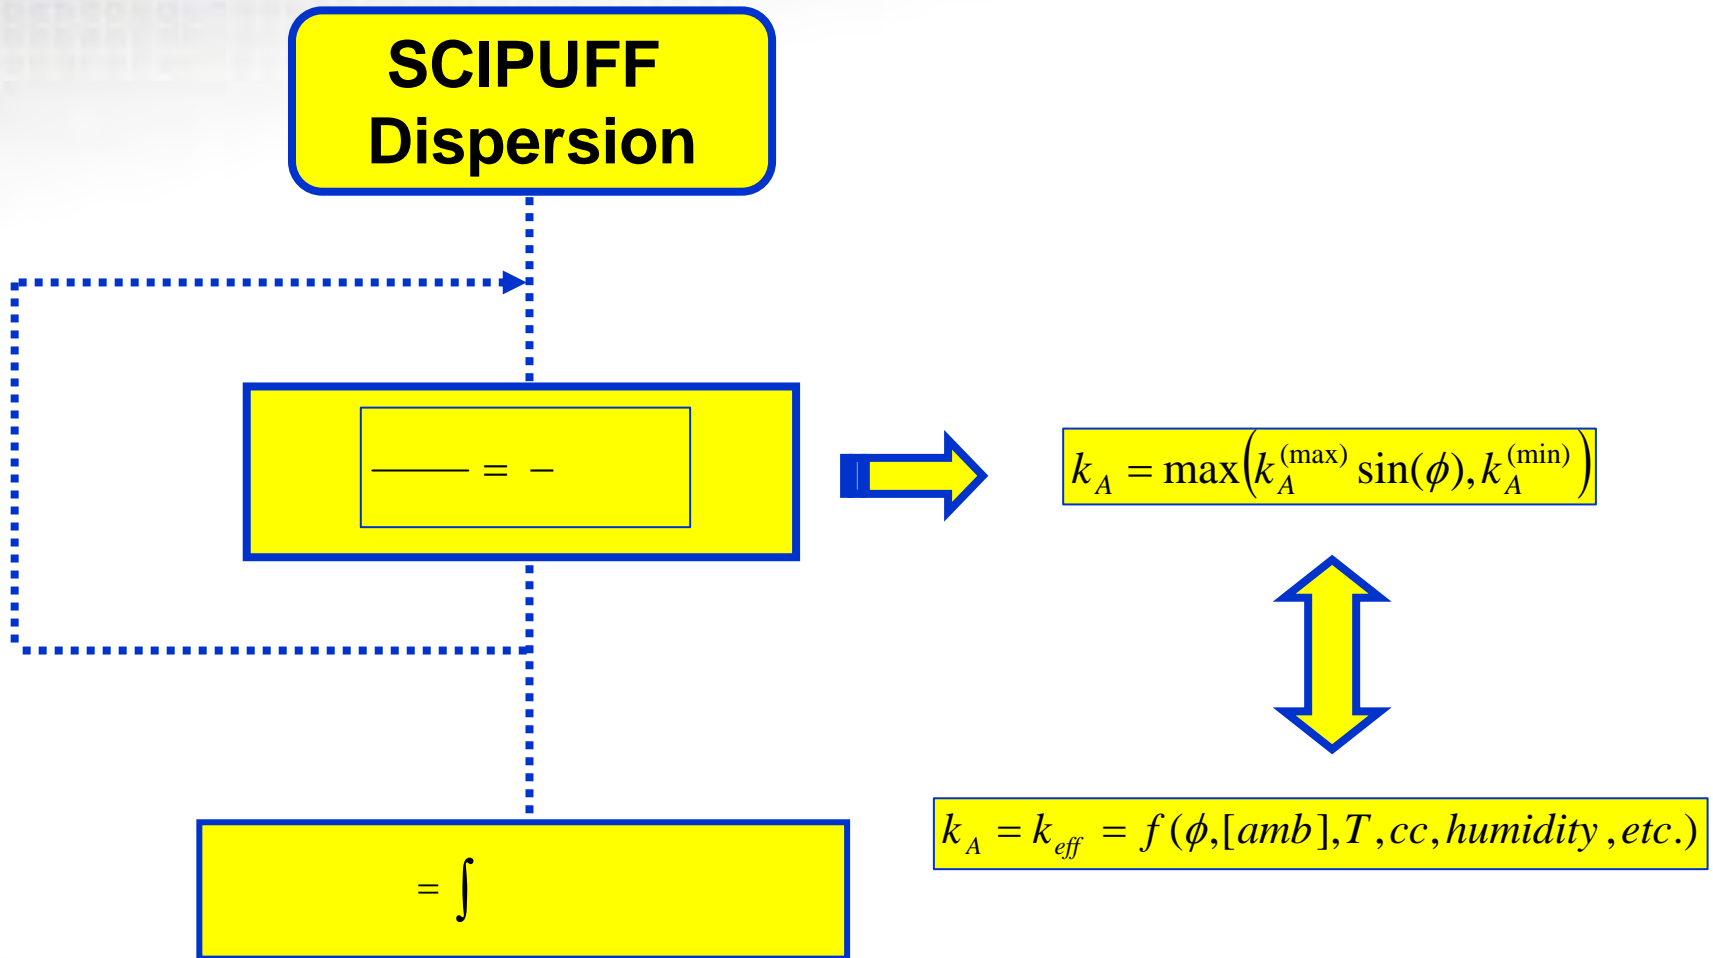 SCIPUFF
Dispersion
= −
k_A = max(k_A^(max) sin(ϕ), k_A^(min))
k_A = k_eff = f(ϕ,[amb],T,cc,humidity,etc.)
= ∫